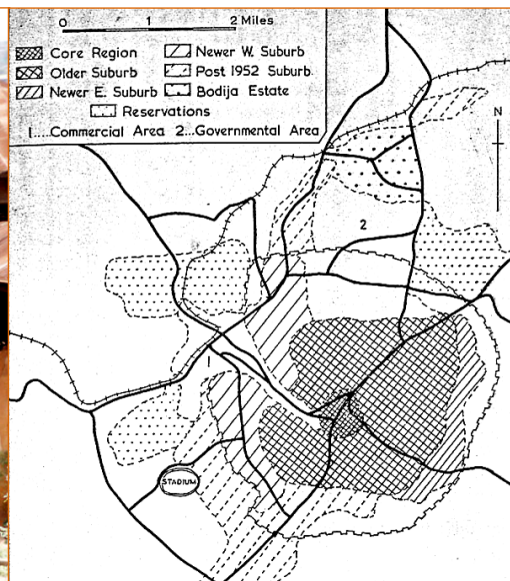 0 1 2 Miles
Core Region Newer W. Suburb
Older Suburb Post 1952 Suburb.
Newer E. Suburb Bodija Estate
Reservations
1....Commercial Area 2...Governmental Area
N
2
1
STADIUM